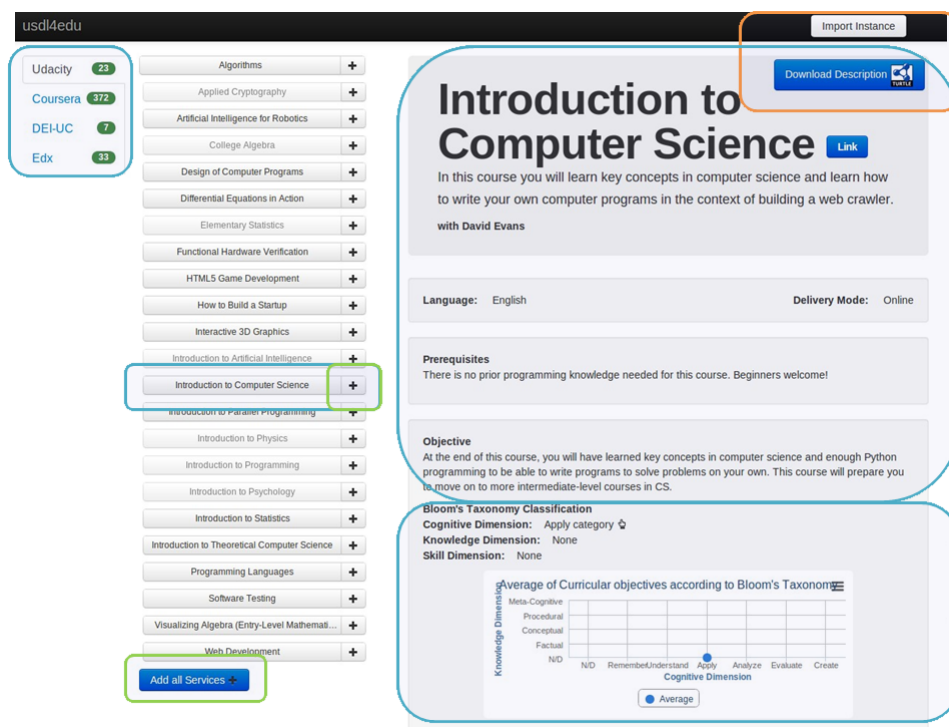 usdl4edu
Import Instance
Udacity 23
Coursera 372
DEI-UC 7
Edx 33
Algorithms
Applied Cryptography
Artificial Intelligence for Robotics
College Algebra
Design of Computer Programs
Differential Equations in Action
Elementary Statistics
Functional Hardware Verification
HTML5 Game Development
How to Build a Startup
Interactive 3D Graphics
Introduction to Artificial Intelligence
Introduction to Computer Science
Introduction to Parallel Programming
Introduction to Physics
Introduction to Programming
Introduction to Psychology
Introduction to Statistics
Introduction to Theoretical Computer Science
Programming Languages
Software Testing
Visualizing Algebra (Entry-Level Mathemati...
Web Development
Add all Services +
Download Description TURTLE
Introduction to
Computer Science Link
In this course you will learn key concepts in computer science and learn how
to write your own computer programs in the context of building a web crawler.
with David Evans
Language: English Delivery Mode: Online
Prerequisites
There is no prior programming knowledge needed for this course. Beginners welcome!
Objective
At the end of this course, you will have learned key concepts in computer science and enough Python
programming to be able to write programs to solve problems on your own. This course will prepare you
to move on to more intermediate-level courses in CS.
Bloom's Taxonomy Classification
Cognitive Dimension: Apply category
Knowledge Dimension: None
Skill Dimension: None
Average of Curricular objectives according to Bloom's Taxonomy
Knowledge Dimension
Meta-Cognitive
Procedural
Conceptual
Factual
N/D
N/D Remember Understand Apply Analyze Evaluate Create
Cognitive Dimension
Average